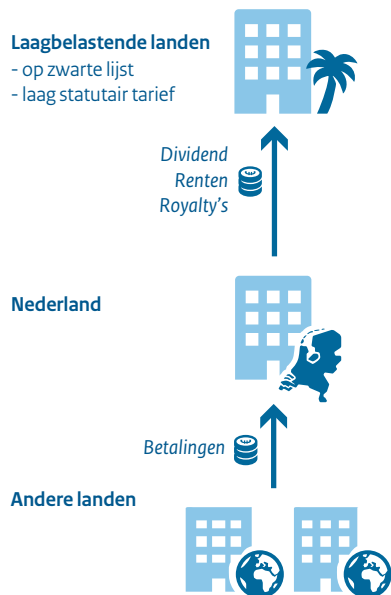 Laagbelastende landen
- op zwarte lijst
- laag statutair tarief
Dividend
Renten
Royalty's
Nederland
Betalingen
Andere landen